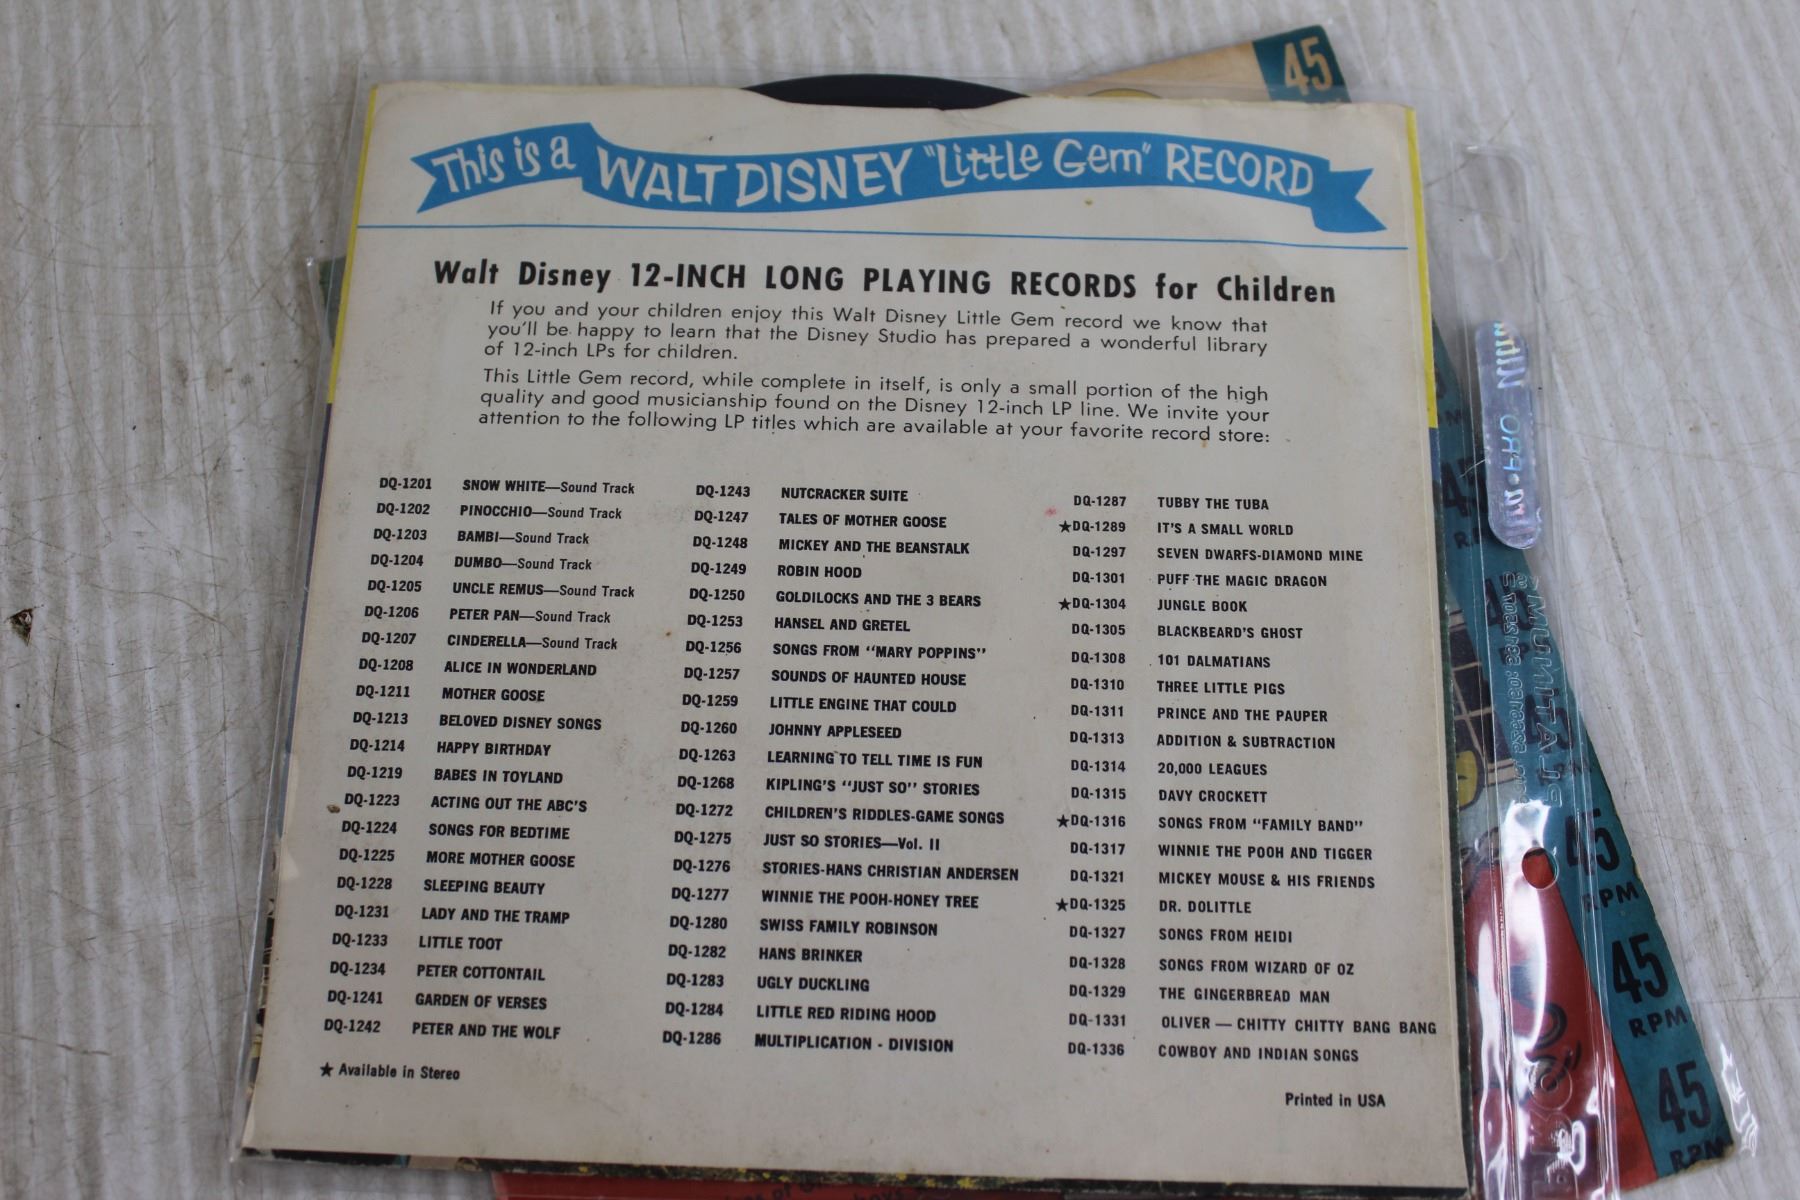 45
This is a WALT DISNEY "Little Gem" RECORD
Walt Disney 12-INCH LONG PLAYING RECORDS for Children
If you and your children enjoy this Walt Disney Little Gem record we know that
you'll be happy to learn that the Disney Studio has prepared a wonderful library
of 12-inch LPs for children.
This Little Gem record, while complete in itself, is only a small portion of the high
quality and good musicianship found on the Disney 12-inch LP line. We invite your
attention to the following LP titles which are available at your favorite record store:
DQ-1201 SNOW WHITE—Sound Track
DQ-1202 PINOCCHIO—Sound Track
DQ-1203 BAMBI—Sound Track
DQ-1204 DUMBO—Sound Track
DQ-1205 UNCLE REMUS—Sound Track
DQ-1206 PETER PAN—Sound Track
DQ-1207 CINDERELLA—Sound Track
DQ-1208 ALICE IN WONDERLAND
DQ-1211 MOTHER GOOSE
DQ-1213 BELOVED DISNEY SONGS
DQ-1214 HAPPY BIRTHDAY
DQ-1219 BABES IN TOYLAND
DQ-1223 ACTING OUT THE ABC'S
DQ-1224 SONGS FOR BEDTIME
DQ-1225 MORE MOTHER GOOSE
DQ-1228 SLEEPING BEAUTY
DQ-1231 LADY AND THE TRAMP
DQ-1233 LITTLE TOOT
DQ-1234 PETER COTTONTAIL
DQ-1241 GARDEN OF VERSES
DQ-1242 PETER AND THE WOLF
★ Available in Stereo
DQ-1243 NUTCRACKER SUITE
DQ-1247 TALES OF MOTHER GOOSE
DQ-1248 MICKEY AND THE BEANSTALK
DQ-1249 ROBIN HOOD
DQ-1250 GOLDILOCKS AND THE 3 BEARS
DQ-1253 HANSEL AND GRETEL
DQ-1256 SONGS FROM "MARY POPPINS"
DQ-1257 SOUNDS OF HAUNTED HOUSE
DQ-1259 LITTLE ENGINE THAT COULD
DQ-1260 JOHNNY APPLESEED
DQ-1263 LEARNING TO TELL TIME IS FUN
DQ-1268 KIPLING'S "JUST SO" STORIES
DQ-1272 CHILDREN'S RIDDLES-GAME SONGS
DQ-1275 JUST SO STORIES—Vol. II
DQ-1276 STORIES-HANS CHRISTIAN ANDERSEN
DQ-1277 WINNIE THE POOH-HONEY TREE
DQ-1280 SWISS FAMILY ROBINSON
DQ-1282 HANS BRINKER
DQ-1283 UGLY DUCKLING
DQ-1284 LITTLE RED RIDING HOOD
DQ-1286 MULTIPLICATION - DIVISION
DQ-1287 TUBBY THE TUBA
★DQ-1289 IT'S A SMALL WORLD
DQ-1297 SEVEN DWARFS-DIAMOND MINE
DQ-1301 PUFF THE MAGIC DRAGON
★DQ-1304 JUNGLE BOOK
DQ-1305 BLACKBEARD'S GHOST
DQ-1308 101 DALMATIANS
DQ-1310 THREE LITTLE PIGS
DQ-1311 PRINCE AND THE PAUPER
DQ-1313 ADDITION & SUBTRACTION
DQ-1314 20,000 LEAGUES
DQ-1315 DAVY CROCKETT
★DQ-1316 SONGS FROM "FAMILY BAND"
DQ-1317 WINNIE THE POOH AND TIGGER
DQ-1321 MICKEY MOUSE & HIS FRIENDS
★DQ-1325 DR. DOLITTLE
DQ-1327 SONGS FROM HEIDI
DQ-1328 SONGS FROM WIZARD OF OZ
DQ-1329 THE GINGERBREAD MAN
DQ-1331 OLIVER — CHITTY CHITTY BANG BANG
DQ-1336 COWBOY AND INDIAN SONGS
Printed in USA
45
45
RPM
45
RPM
45
RPM